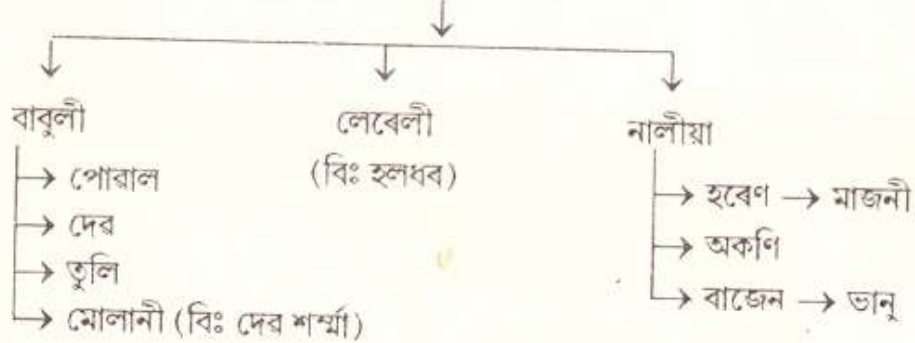 বাবুলী লেৰেলী নালীয়া
→ পোৱাল (বিঃ হলধৰ) → হৰেণ → মাজনী
→ দেৱ → অকণি
→ তুলি → ৰাজেন → ভানু
→ মোলানী (বিঃ দেৱ শৰ্ম্মা)